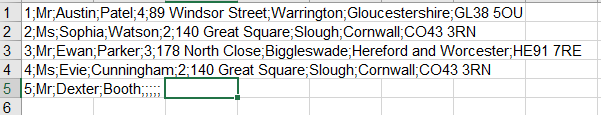 1 1;Mr;Austin;Patel;4;89 Windsor Street;Warrington;Gloucestershire;GL38 5OU
2 2;Ms;Sophia;Watson;2;140 Great Square;Slough;Cornwall;CO43 3RN
3 3;Mr;Ewan;Parker;3;178 North Close;Biggleswade;Hereford and Worcester;HE91 7RE
4 4;Ms;Evie;Cunningham;2;140 Great Square;Slough;Cornwall;CO43 3RN
5 5;Mr;Dexter;Booth;;;;;
6